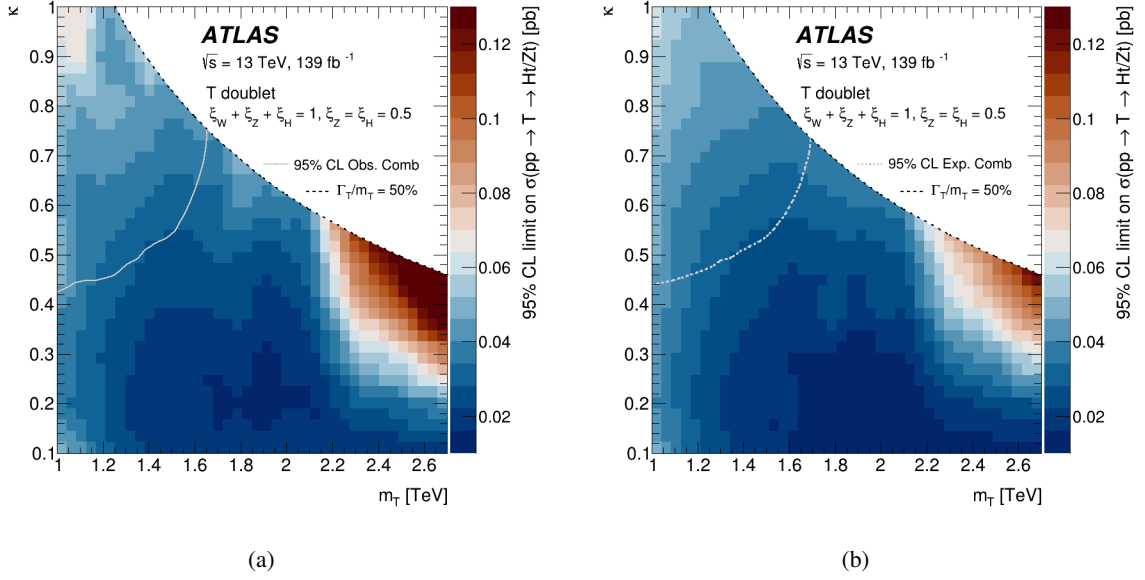 κ
1
0.9
0.8
0.7
0.6
0.5
0.4
0.3
0.2
0.1
1 1.2 1.4 1.6 1.8 2 2.2 2.4 2.6
m_T [TeV]
ATLAS
√s = 13 TeV, 139 fb⁻¹
T doublet
ξ_W + ξ_Z + ξ_H = 1, ξ_Z = ξ_H = 0.5
95% CL Obs. Comb
Γ_T/m_T = 50%
0.12
0.1
0.08
0.06
0.04
0.02
95% CL limit on σ(pp → T → Ht/Zt) [pb]
(a)
κ
1
0.9
0.8
0.7
0.6
0.5
0.4
0.3
0.2
0.1
1 1.2 1.4 1.6 1.8 2 2.2 2.4 2.6
m_T [TeV]
ATLAS
√s = 13 TeV, 139 fb⁻¹
T doublet
ξ_W + ξ_Z + ξ_H = 1, ξ_Z = ξ_H = 0.5
95% CL Exp. Comb
Γ_T/m_T = 50%
0.12
0.1
0.08
0.06
0.04
0.02
95% CL limit on σ(pp → T → Ht/Zt) [pb]
(b)